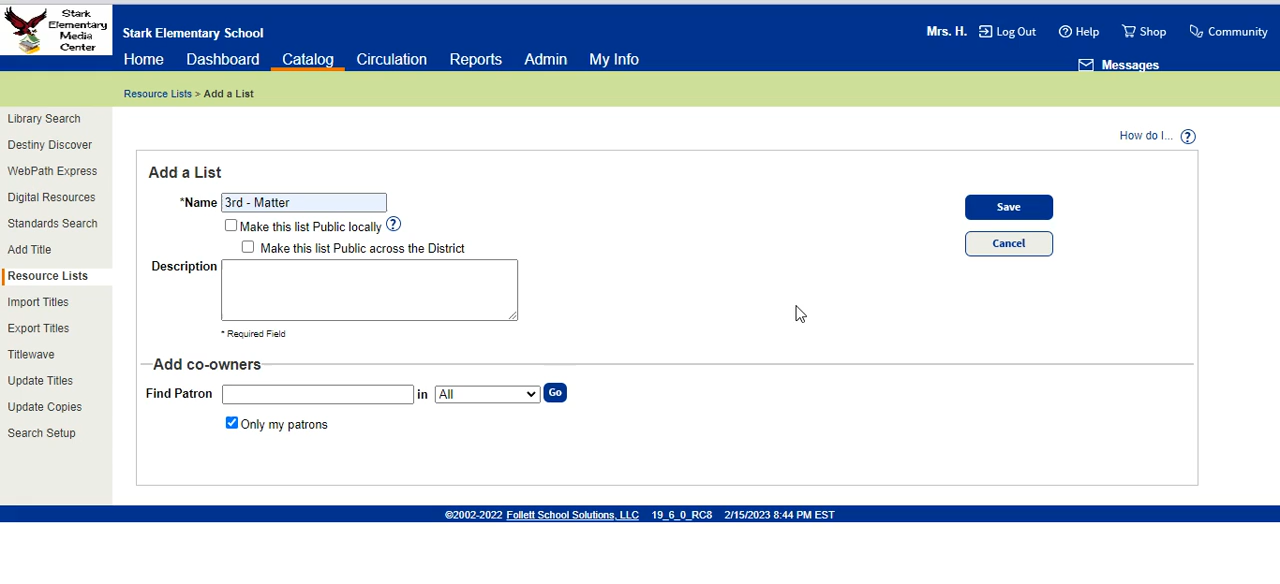 Stark
Elementary
Media
Center
Stark Elementary School
Mrs. H. Log Out Help Shop Community
Home Dashboard Catalog Circulation Reports Admin My Info
Messages
Resource Lists > Add a List
Library Search
Destiny Discover
WebPath Express
Digital Resources
Standards Search
Add Title
Resource Lists
Import Titles
Export Titles
Titlewave
Update Titles
Update Copies
Search Setup
How do I... ?
Add a List
*Name 3rd - Matter
Make this list Public locally ?
Make this list Public across the District
Description
* Required Field
Save
Cancel
Add co-owners
Find Patron in All Go
Only my patrons
©2002-2022 Follett School Solutions, LLC 19_6_0_RC8 2/15/2023 8:44 PM EST